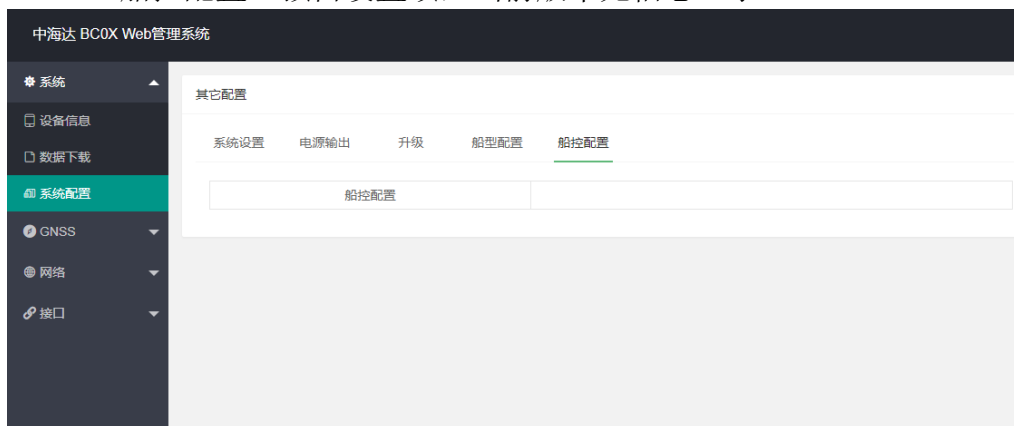 中海达 BC0X Web管理系统
系统
其它配置
设备信息
系统设置 电源输出 升级 船型配置 船控配置
数据下载
系统配置
船控配置
GNSS
网络
接口